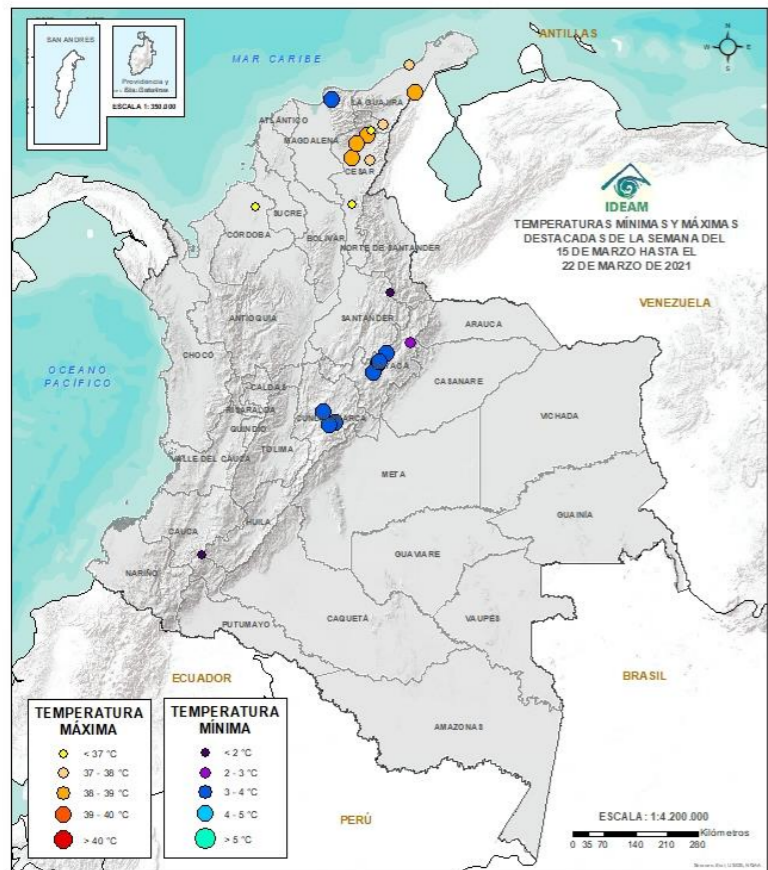 SAN ANDRES
Providencia y
Sta. Catalina
ESCALA 1:350.000
MAR CARIBE
ANTILLAS
N
W
E
S
LA GUAJIRA
ATLÁNTICO
MAGDALENA
CESAR
SUCRE
CÓRDOBA
BOLÍVAR
NORTE DE SANTANDER
IDEAM
TEMPERATURAS MÍNIMAS Y MÁXIMAS
DESTACADAS DE LA SEMANA DEL
15 DE MARZO HASTA EL
22 DE MARZO DE 2021
VENEZUELA
ANTIOQUIA
SANTANDER
ARAUCA
CHOCÓ
OCEANO
PACÍFICO
CASANARE
CALDAS
RISARALDA
VICHADA
QUINDIO
TOLIMA
VALLE DEL CAUCA
META
GUAINÍA
CAUCA
HUILA
GUAVIARE
NARIÑO
CAQUETÁ
VAUPÉS
PUTUMAYO
ECUADOR
BRASIL
AMAZONAS
PERÚ
TEMPERATURA
MÁXIMA
< 37 °C
37 - 38 °C
38 - 39 °C
39 - 40 °C
> 40 °C
TEMPERATURA
MÍNIMA
< 2 °C
2 - 3 °C
3 - 4 °C
4 - 5 °C
> 5 °C
ESCALA : 1:4.200.000
Kilómetros
0 35 70 140 210 280